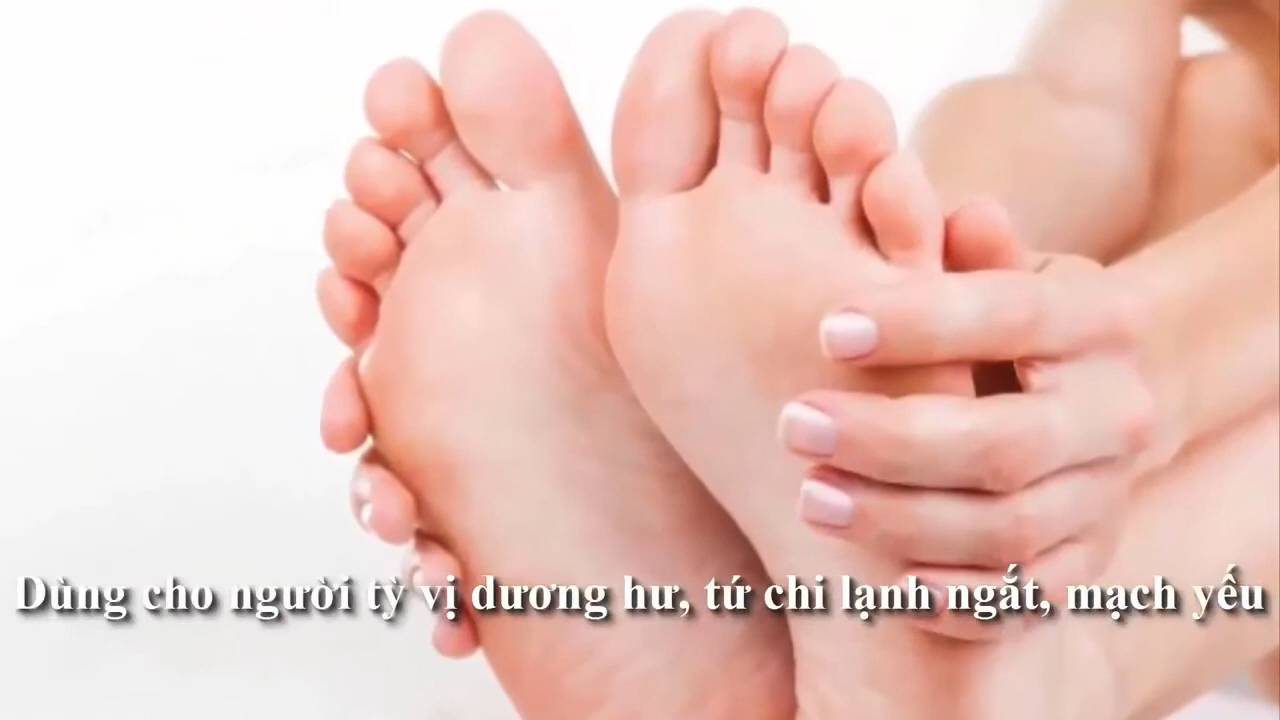 Dùng cho người tỳ vị dương hư, tứ chi lạnh ngắt, mạch yếu